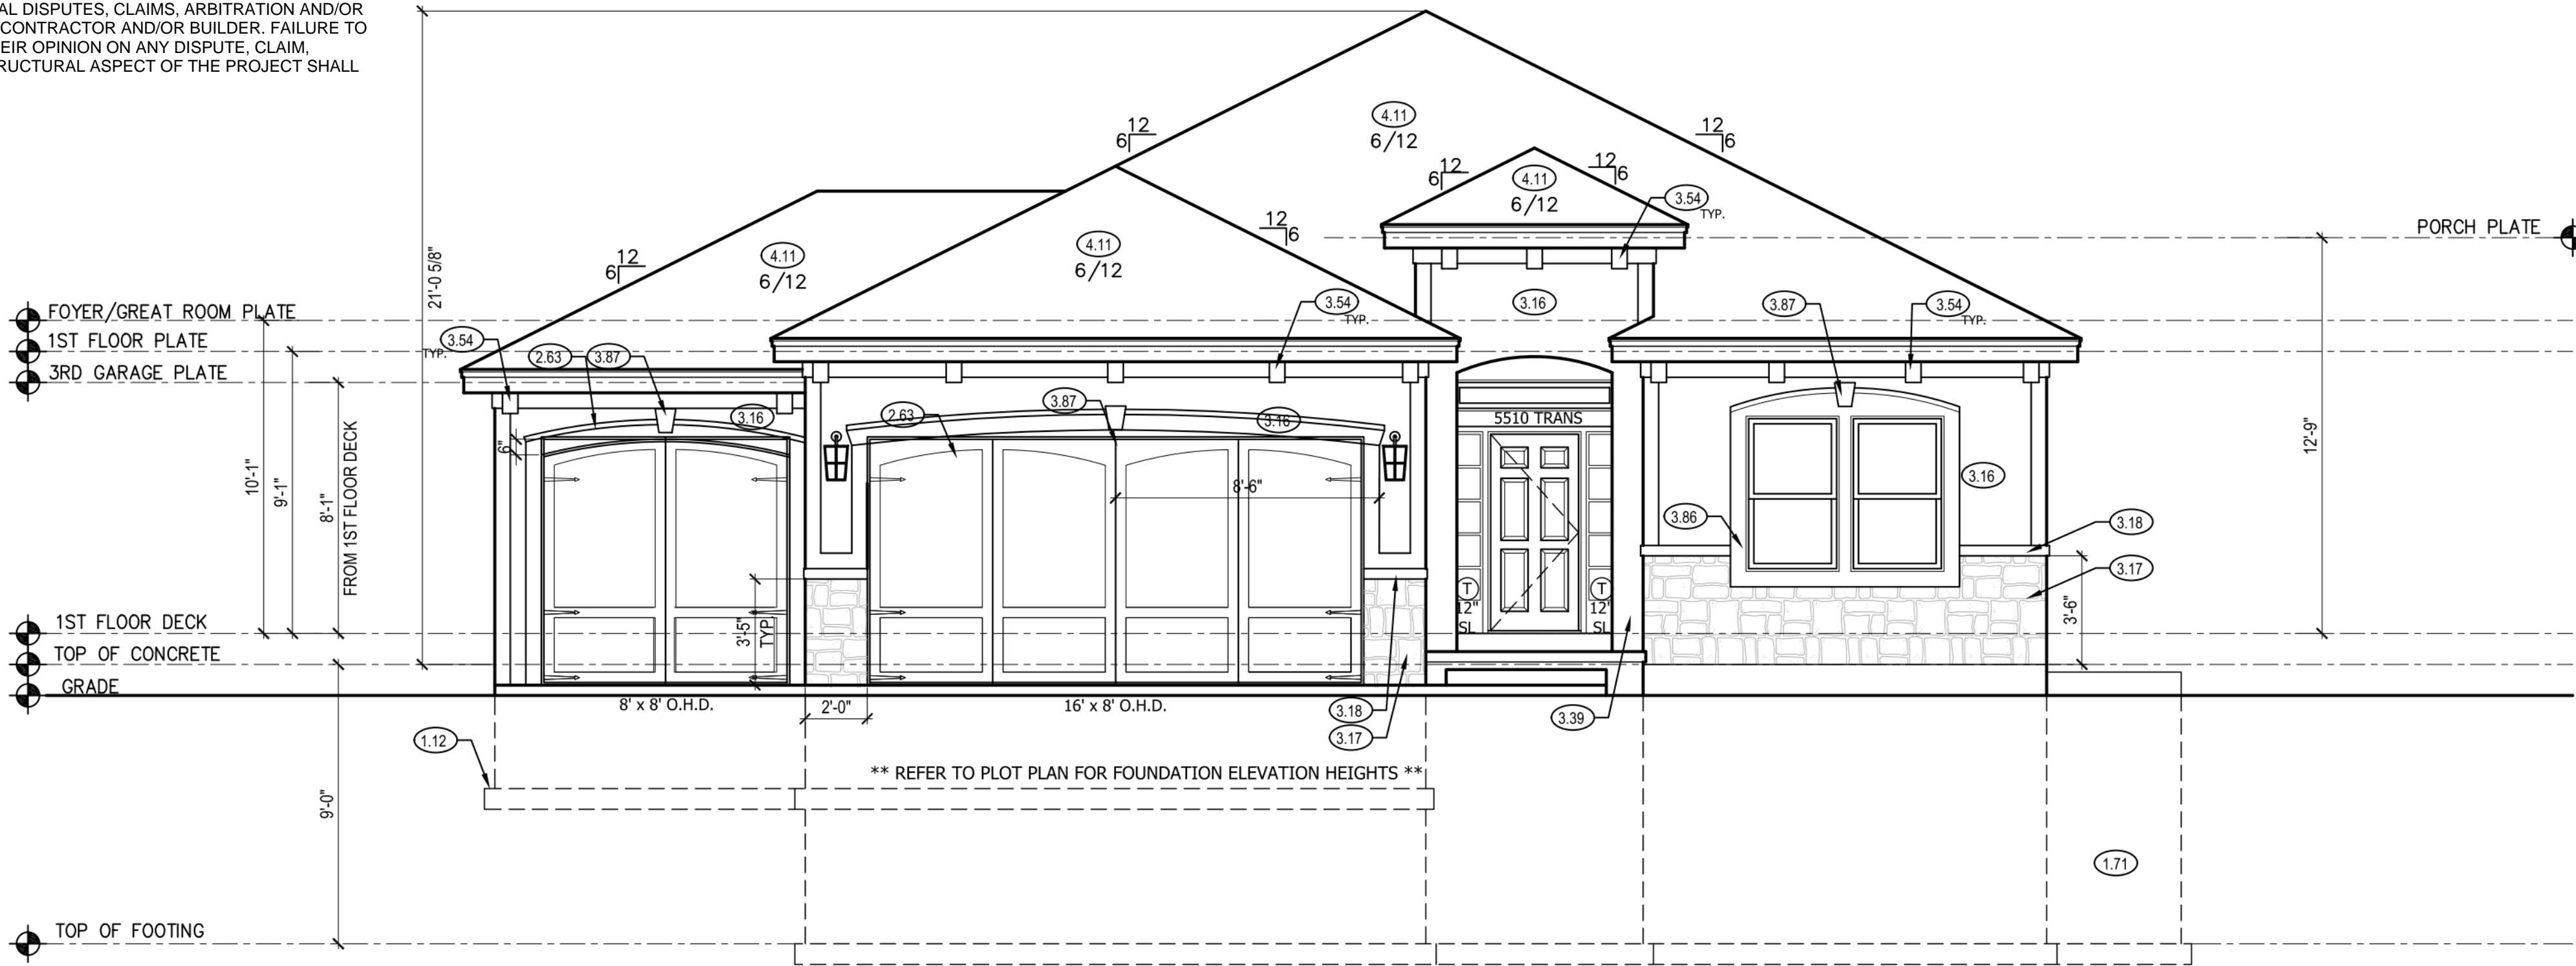 AL DISPUTES, CLAIMS, ARBITRATION AND/OR
CONTRACTOR AND/OR BUILDER. FAILURE TO
EIR OPINION ON ANY DISPUTE, CLAIM,
RUCTURAL ASPECT OF THE PROJECT SHALL
12
6
4.11
6/12
12
6
12
6
4.11
6/12
12
6
3.54
TYP.
12
6
12
6
4.11
6/12
4.11
6/12
PORCH PLATE
21'-0 5/8"
FOYER/GREAT ROOM PLATE
1ST FLOOR PLATE
3RD GARAGE PLATE
3.54
TYP.
2.63
3.87
3.16
3.54
TYP.
3.16
3.87
3.54
TYP.
2.63
3.87
3.16
5510 TRANS
6"
8'-6"
3.16
12'-9"
10'-1"
9'-1"
8'-1"
FROM 1ST FLOOR DECK
3.86
3.18
3.17
3'-5"
TYP.
T
12"
SL
T
12'
SL
3'-6"
1ST FLOOR DECK
TOP OF CONCRETE
GRADE
8' x 8' O.H.D.
2'-0"
16' x 8' O.H.D.
3.18
3.17
3.39
1.12
** REFER TO PLOT PLAN FOR FOUNDATION ELEVATION HEIGHTS **
9'-0"
1.71
TOP OF FOOTING